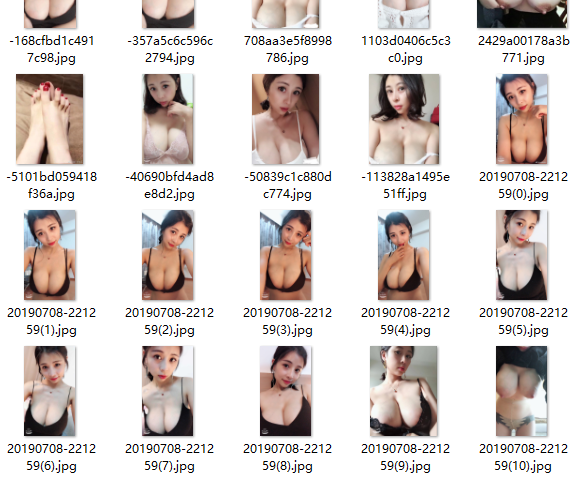 -168cfbd1c491
7c98.jpg
-357a5c6c596c
2794.jpg
708aa3e5f8998
786.jpg
1103d0406c5c3
c0.jpg
2429a00178a3b
771.jpg
-5101bd059418
f36a.jpg
-40690bfd4ad8
e8d2.jpg
-50839c1c880d
c774.jpg
-113828a1495e
51ff.jpg
20190708-2212
59(0).jpg
20190708-2212
59(1).jpg
20190708-2212
59(2).jpg
20190708-2212
59(3).jpg
20190708-2212
59(4).jpg
20190708-2212
59(5).jpg
20190708-2212
59(6).jpg
20190708-2212
59(7).jpg
20190708-2212
59(8).jpg
20190708-2212
59(9).jpg
20190708-2212
59(10).jpg